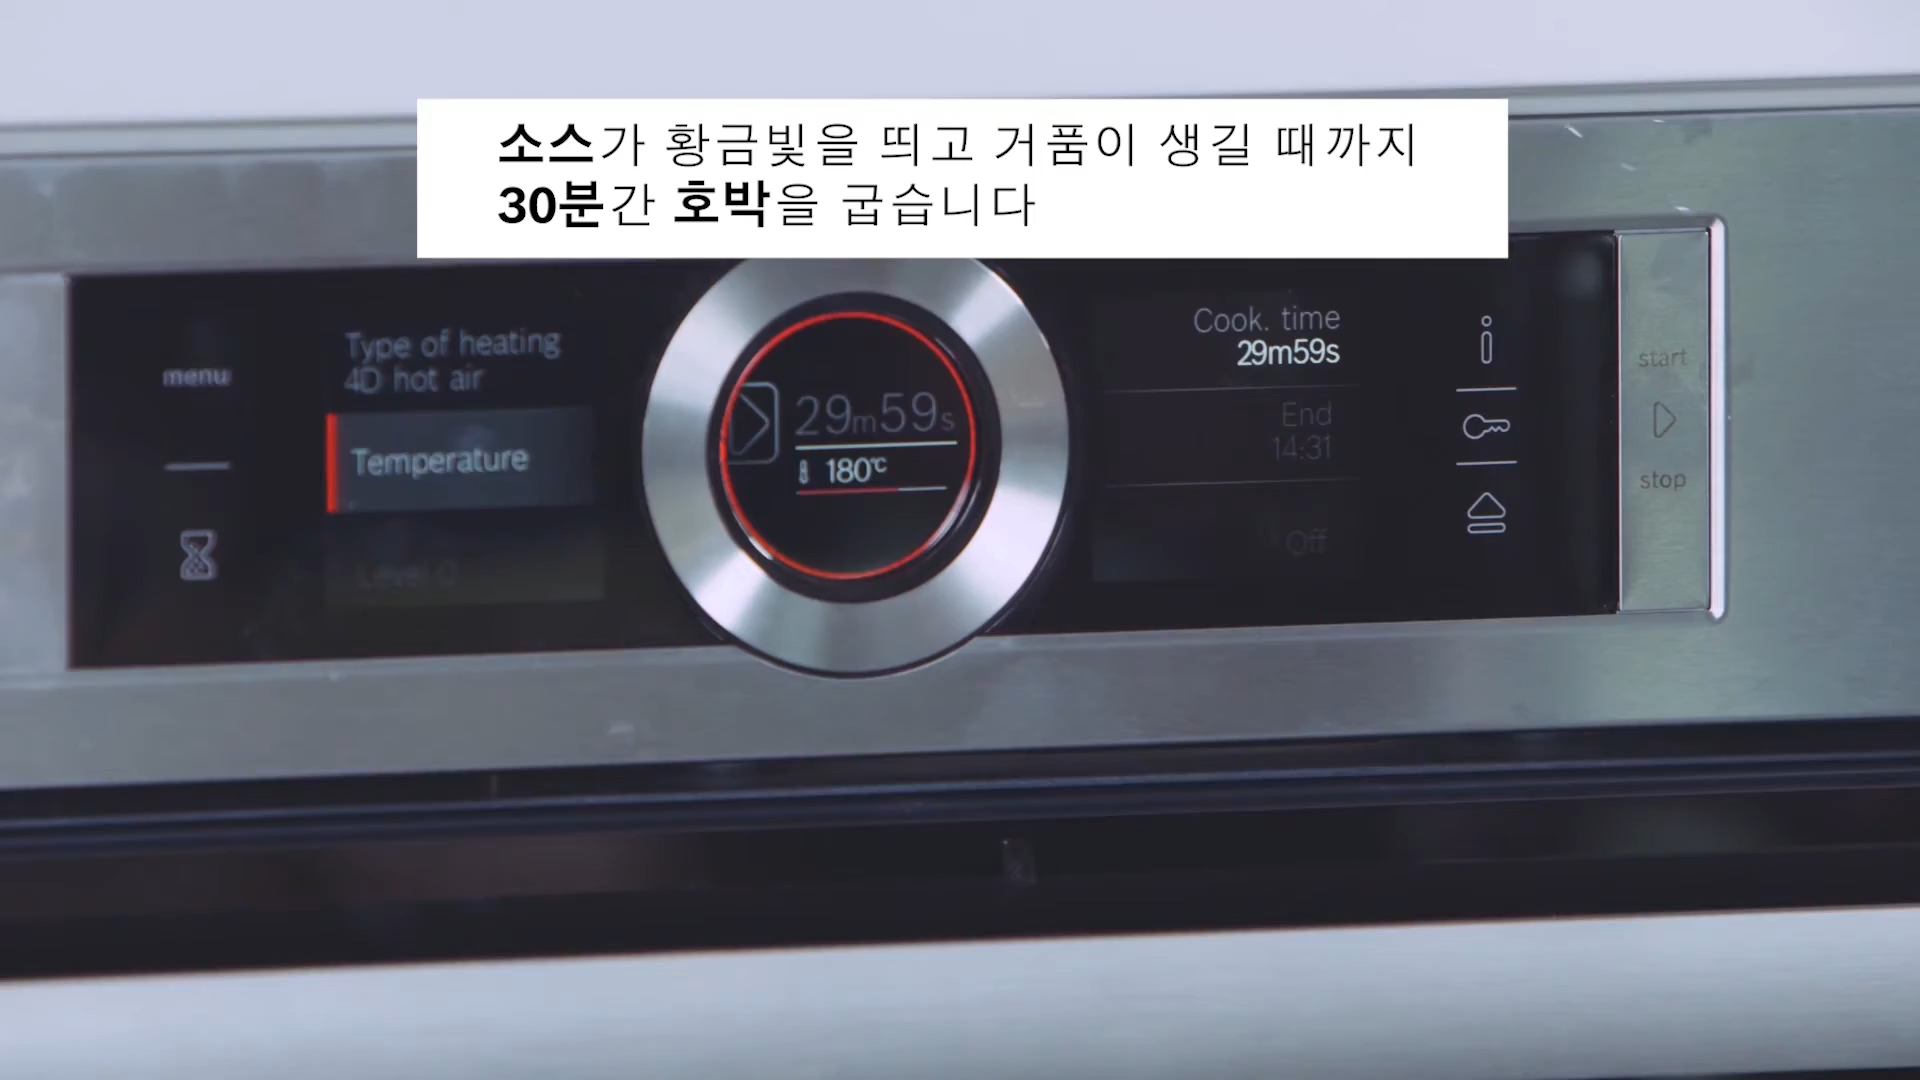 소스가 황금빛을 띄고 거품이 생길 때까지
30분간 호박을 굽습니다
menu
Type of heating
4D hot air
Temperature
Level 0
29m59s
180°C
Cook. time
29m59s
End
14:31
Off
start
stop